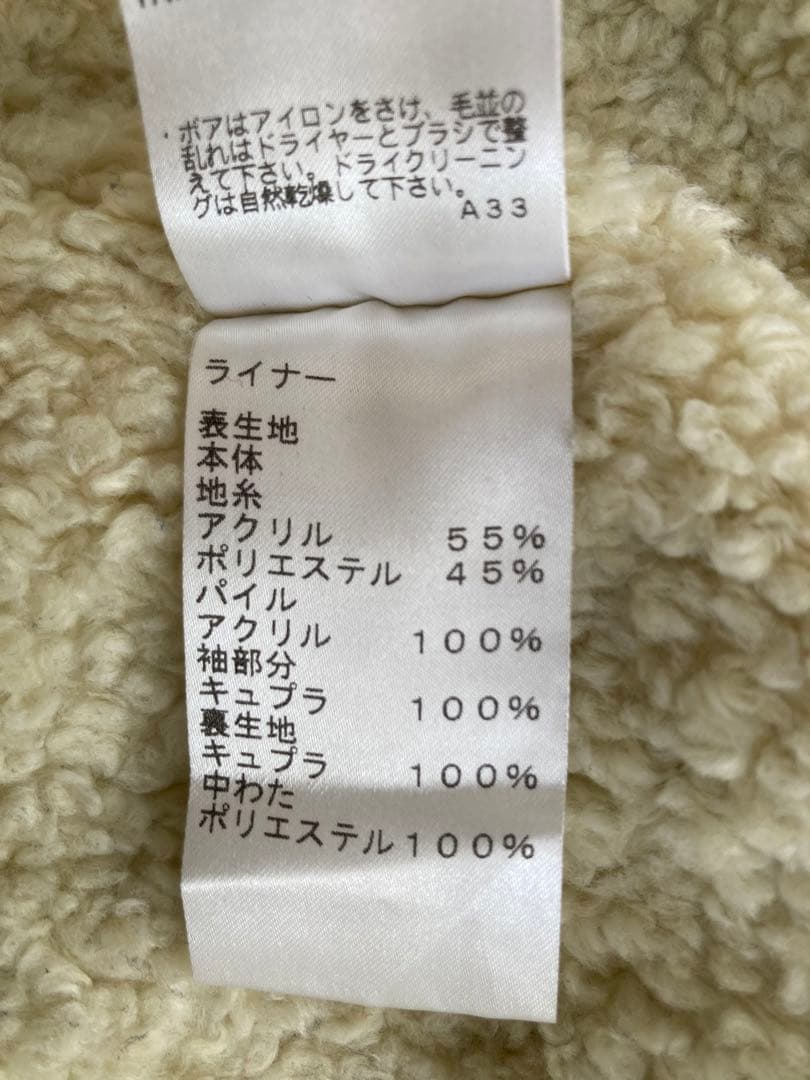 ・ボアはアイロンをさけ、毛並の
乱れはドライヤーとブラシで整
えて下さい。ドライクリーニン
グは自然乾燥して下さい。
A33
ライナー
表生地
本体
地糸
アクリル 55%
ポリエステル 45%
パイル
アクリル 100%
袖部分
キュプラ 100%
裏生地
キュプラ 100%
中わた
ポリエステル 100%